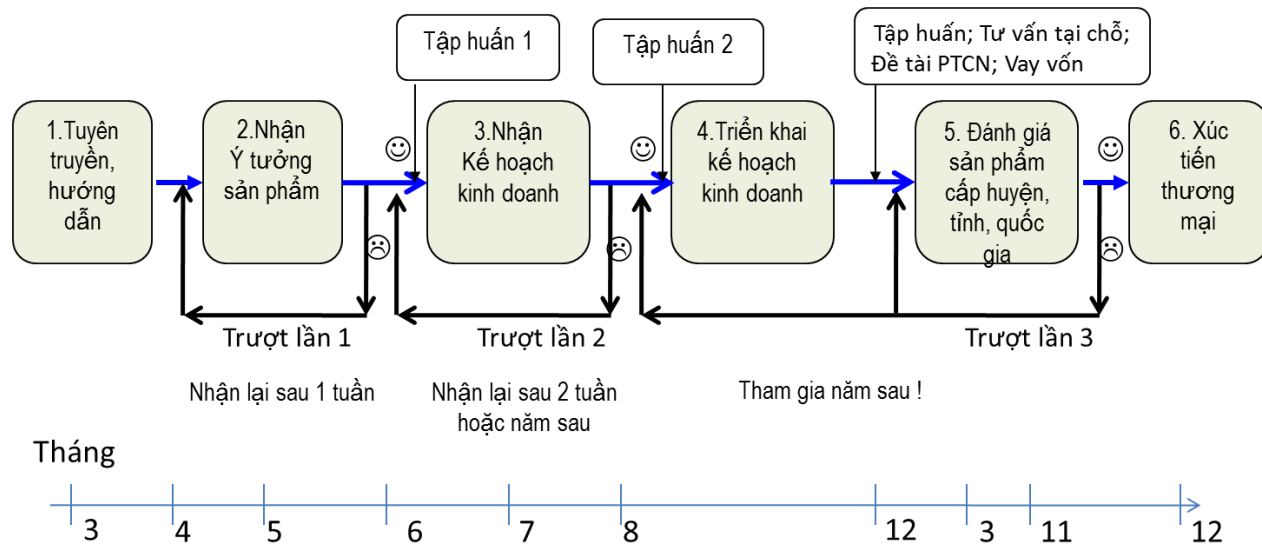 Tập huấn 1
Tập huấn 2
Tập huấn; Tư vấn tại chỗ;
Đề tài PTCN; Vay vốn
1.Tuyên
truyền,
hướng
dẫn
2.Nhận
Ý tưởng
sản phẩm
3.Nhận
Kế hoạch
kinh doanh
4.Triển khai
kế hoạch
kinh doanh
5. Đánh giá
sản phẩm
cấp huyện,
tỉnh, quốc
gia
6. Xúc
tiến
thương
mại
Trượt lần 1
Trượt lần 2
Trượt lần 3
Nhận lại sau 1 tuần
Nhận lại sau 2 tuần
hoặc năm sau
Tham gia năm sau !
Tháng
3 4 5 6 7 8 12 3 11 12